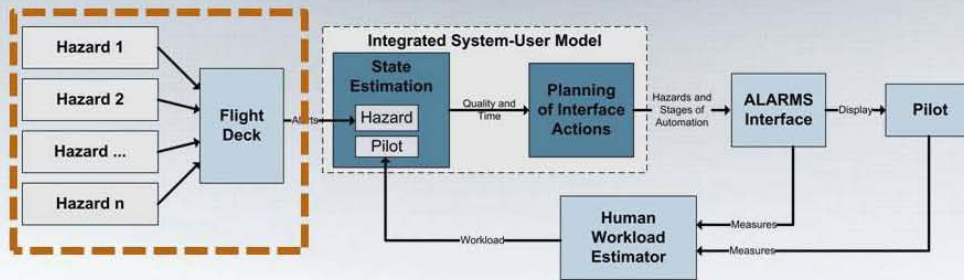 Hazard 1
Hazard 2
Hazard ...
Hazard n
Flight
Deck
Alerts
Integrated System-User Model
State
Estimation
Hazard
Pilot
Quality and
Time
Planning
of Interface
Actions
Hazards and
Stages of
Automation
ALARMS
Interface
Display
Pilot
Measures
Measures
Human
Workload
Estimator
Workload